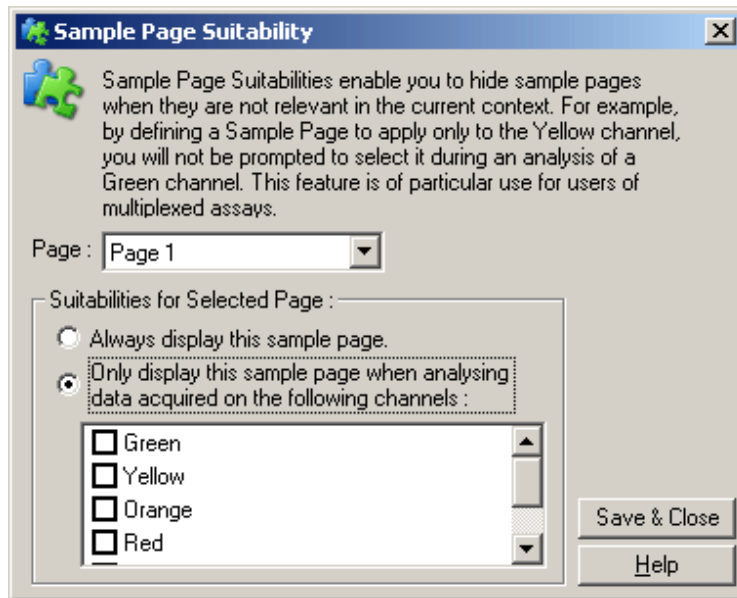 Sample Page Suitability
Sample Page Suitabilities enable you to hide sample pages
when they are not relevant in the current context. For example,
by defining a Sample Page to apply only to the Yellow channel,
you will not be prompted to select it during an analysis of a
Green channel. This feature is of particular use for users of
multiplexed assays.
Page : Page 1
Suitabilities for Selected Page :
Always display this sample page.
Only display this sample page when analysing
data acquired on the following channels :
Green
Yellow
Orange
Red
Save & Close
Help